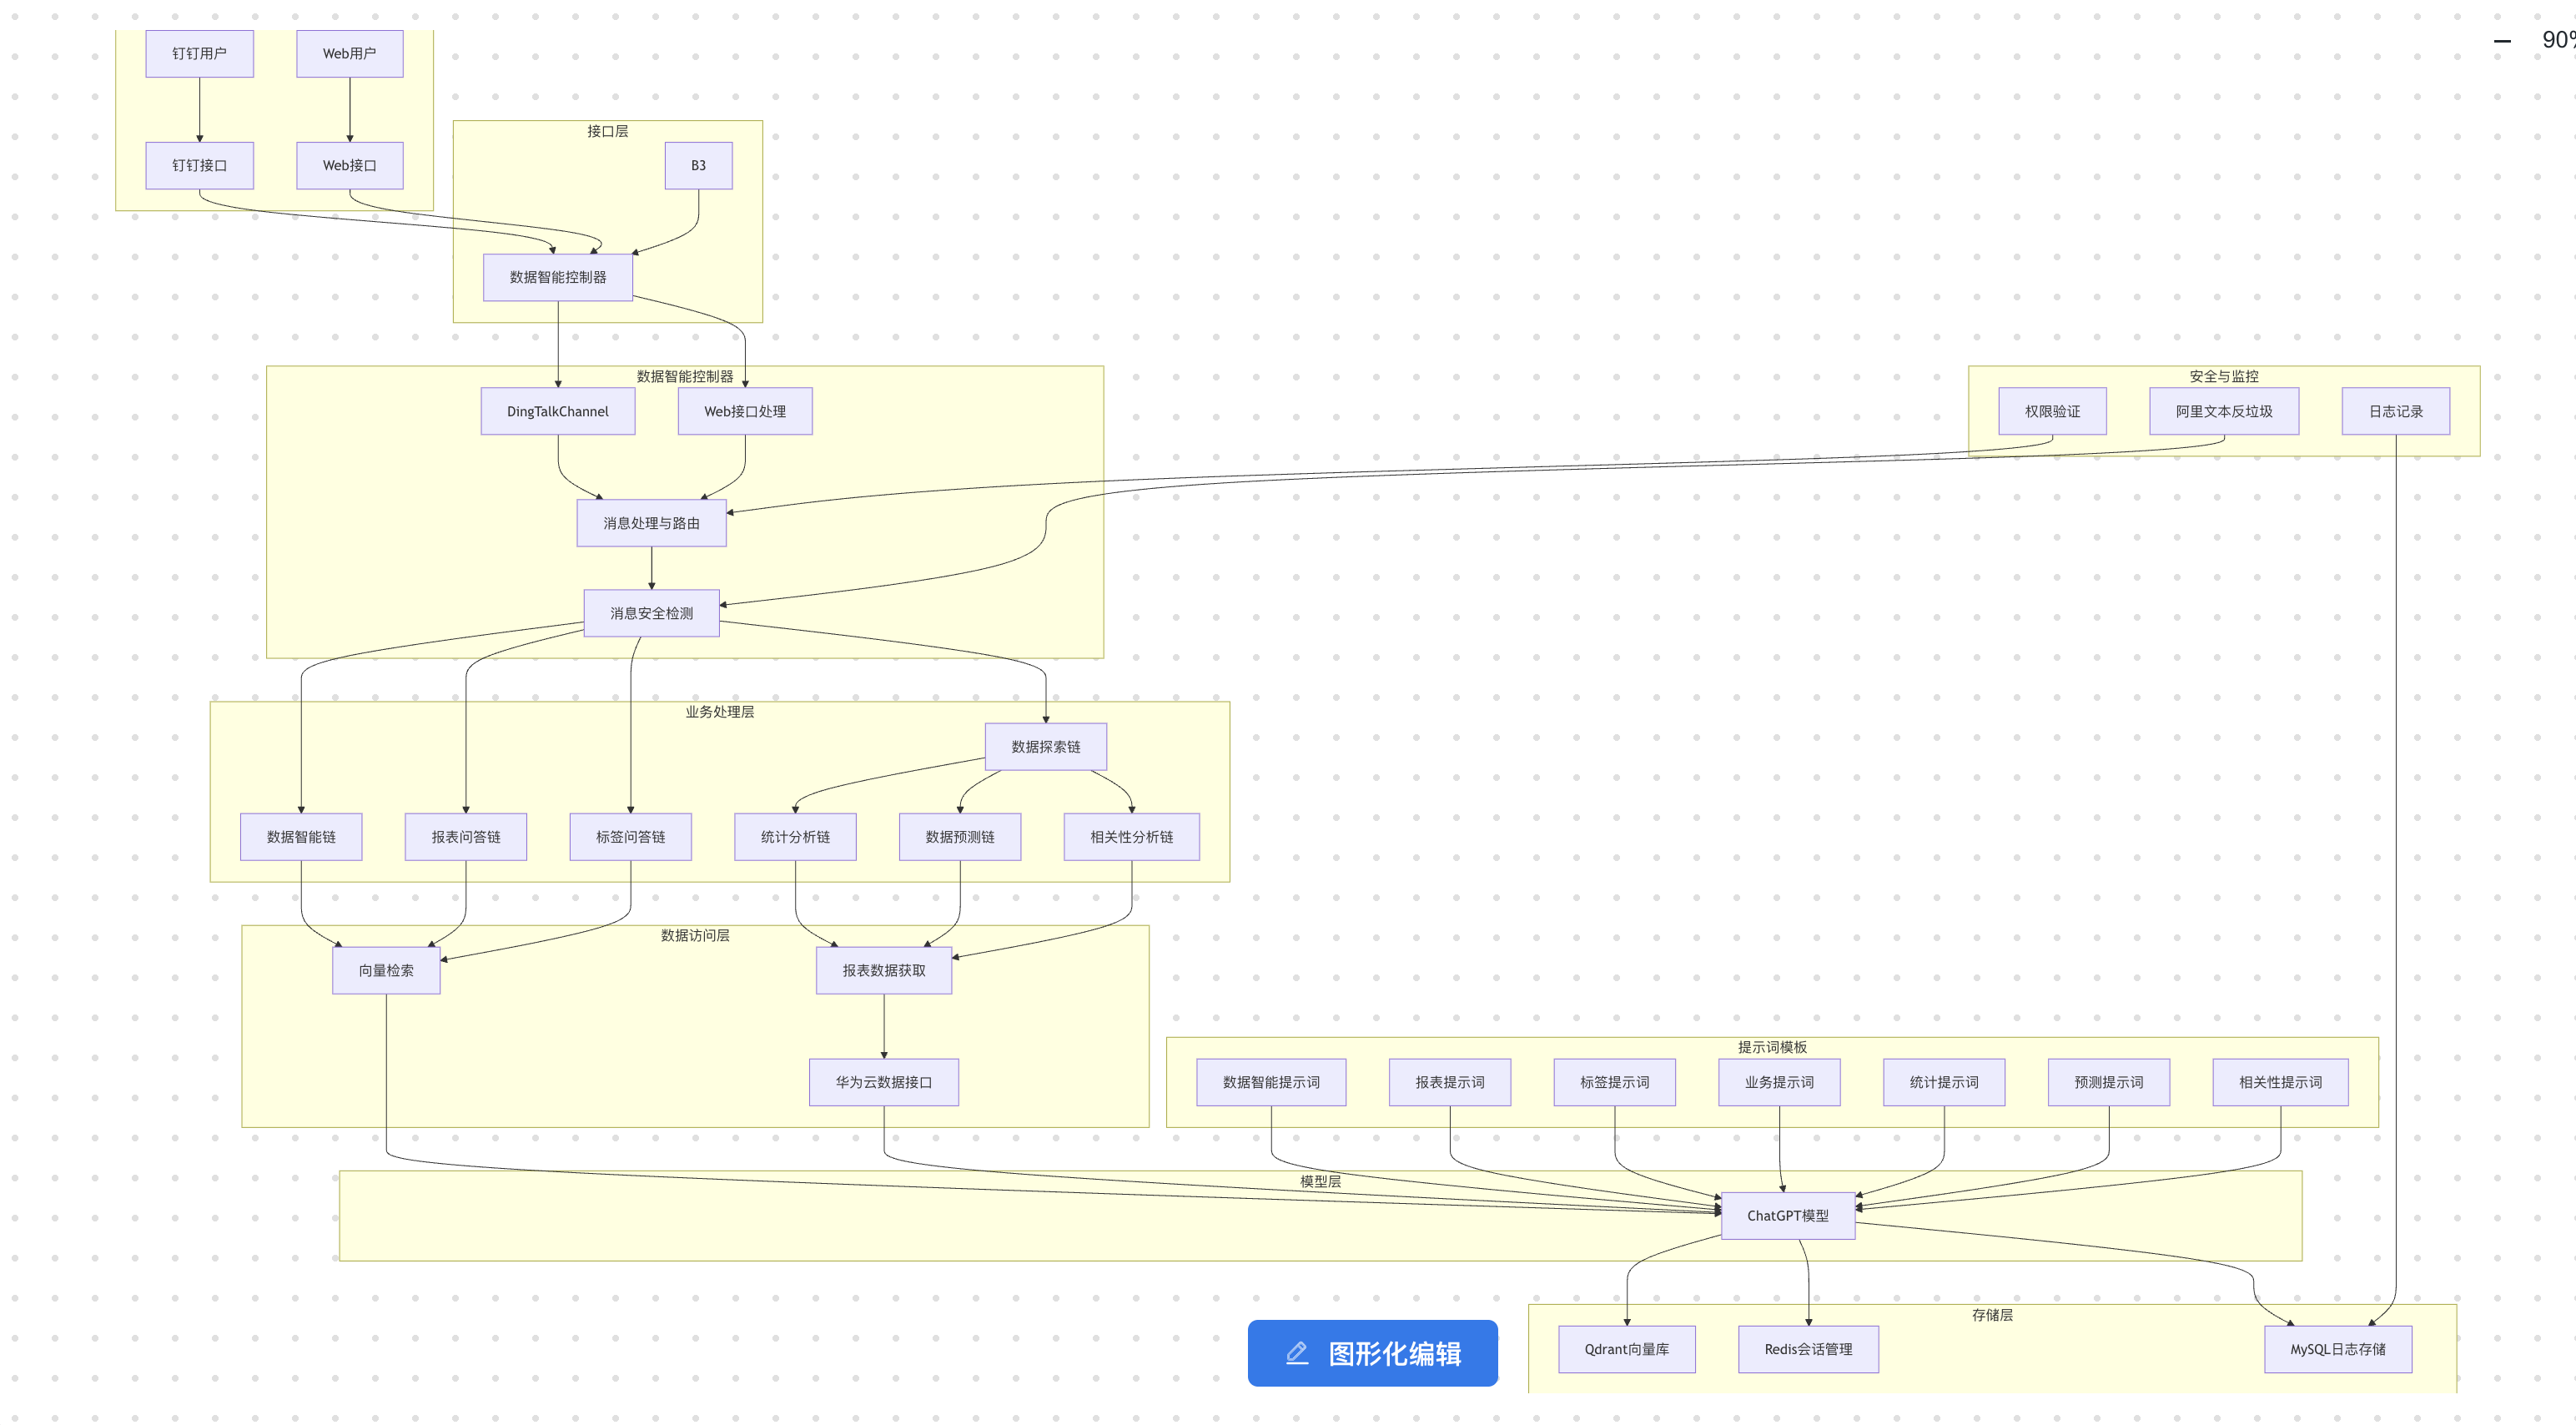 钉钉用户
Web用户
90%
接口层
钉钉接口
Web接口
B3
数据智能控制器
数据智能控制器
安全与监控
DingTalkChannel
Web接口处理
权限验证
阿里文本反垃圾
日志记录
消息处理与路由
消息安全检测
业务处理层
数据探索链
数据智能链
报表问答链
标签问答链
统计分析链
数据预测链
相关性分析链
数据访问层
向量检索
报表数据获取
提示词模板
华为云数据接口
数据智能提示词
报表提示词
标签提示词
业务提示词
统计提示词
预测提示词
相关性提示词
模型层
ChatGPT模型
存储层
图形化编辑
Qdrant向量库
Redis会话管理
MySQL日志存储